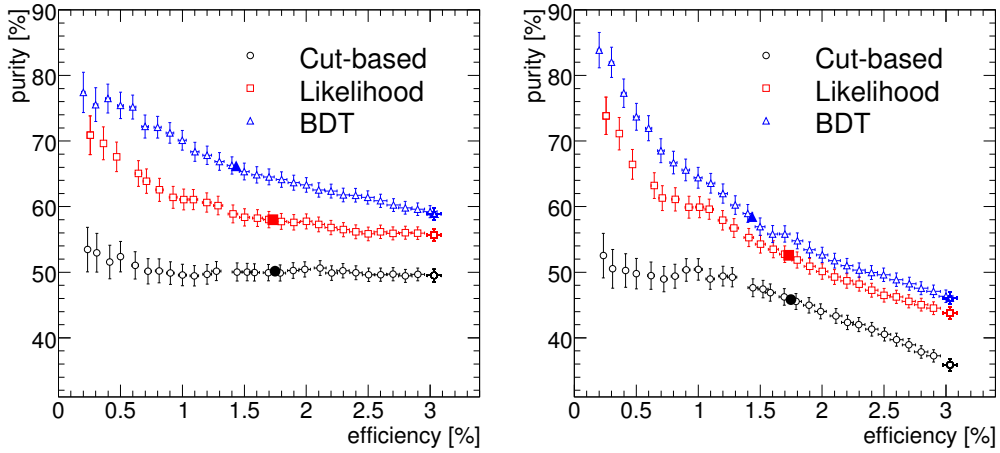 purity [%]
90
80
70
60
50
40
Cut-based
Likelihood
BDT
0 0.5 1 1.5 2 2.5 3
efficiency [%]
purity [%]
90
80
70
60
50
40
Cut-based
Likelihood
BDT
0 0.5 1 1.5 2 2.5 3
efficiency [%]